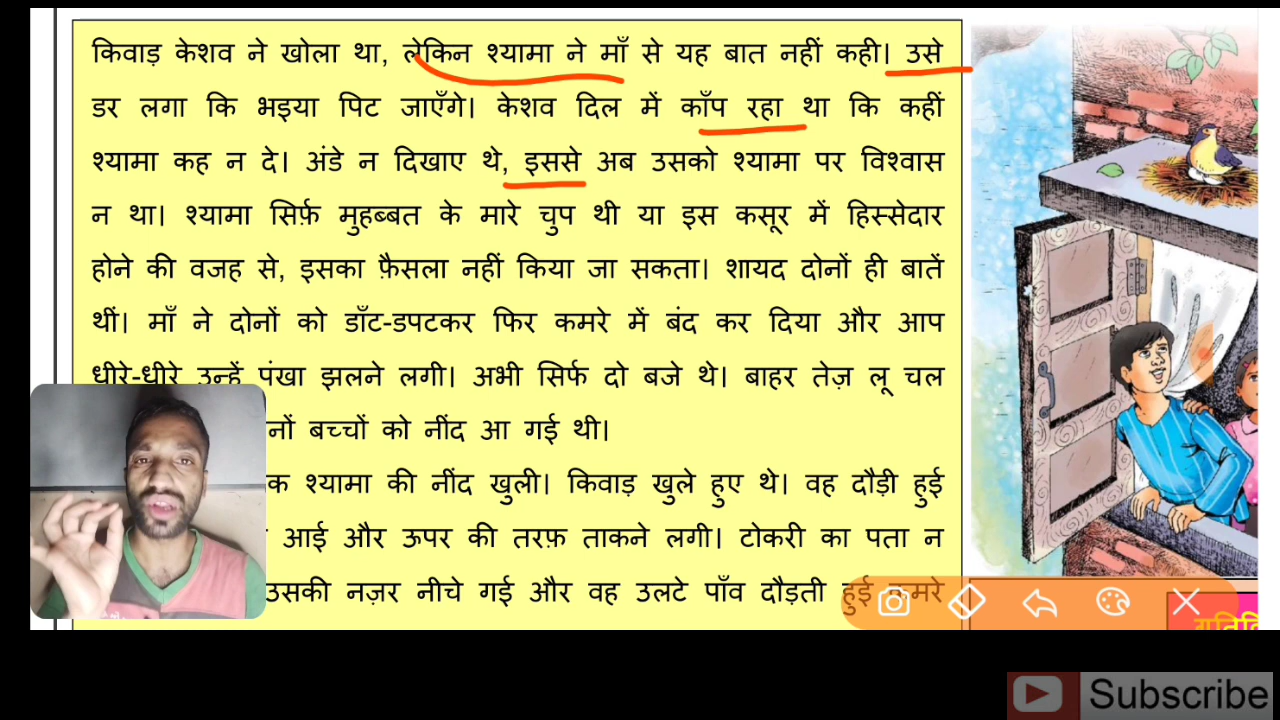 किवाड़ केशव ने खोला था, लेकिन श्यामा ने माँ से यह बात नहीं कही। उसे
डर लगा कि भइया पिट जाएँगे। केशव दिल में काँप रहा था कि कहीं
श्यामा कह न दे। अंडे न दिखाए थे, इससे अब उसको श्यामा पर विश्वास
न था। श्यामा सिर्फ़ मुहब्बत के मारे चुप थी या इस कसूर में हिस्सेदार
होने की वजह से, इसका फ़ैसला नहीं किया जा सकता। शायद दोनों ही बातें
थीं। माँ ने दोनों को डाँट-डपटकर फिर कमरे में बंद कर दिया और आप
धीरे-धीरे उन्हें पंखा झलने लगी। अभी सिर्फ दो बजे थे। बाहर तेज़ लू चल
नों बच्चों को नींद आ गई थी।
क श्यामा की नींद खुली। किवाड़ खुले हुए थे। वह दौड़ी हुई
आई और ऊपर की तरफ़ ताकने लगी। टोकरी का पता न
उसकी नज़र नीचे गई और वह उलटे पाँव दौड़ती हुई कमरे
Subscribe